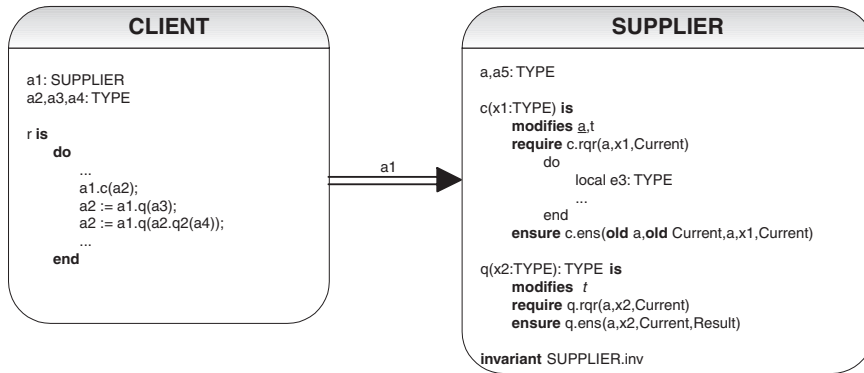 CLIENT
a1: SUPPLIER
a2,a3,a4: TYPE
r is
do
...
a1.c(a2);
a2 := a1.q(a3);
a2 := a1.q(a2.q2(a4));
...
end
a1
SUPPLIER
a,a5: TYPE
c(x1:TYPE) is
modifies a,t
require c.rqr(a,x1,Current)
do
local e3: TYPE
...
end
ensure c.ens(old a,old Current,a,x1,Current)
q(x2:TYPE): TYPE is
modifies t
require q.rqr(a,x2,Current)
ensure q.ens(a,x2,Current,Result)
invariant SUPPLIER.inv